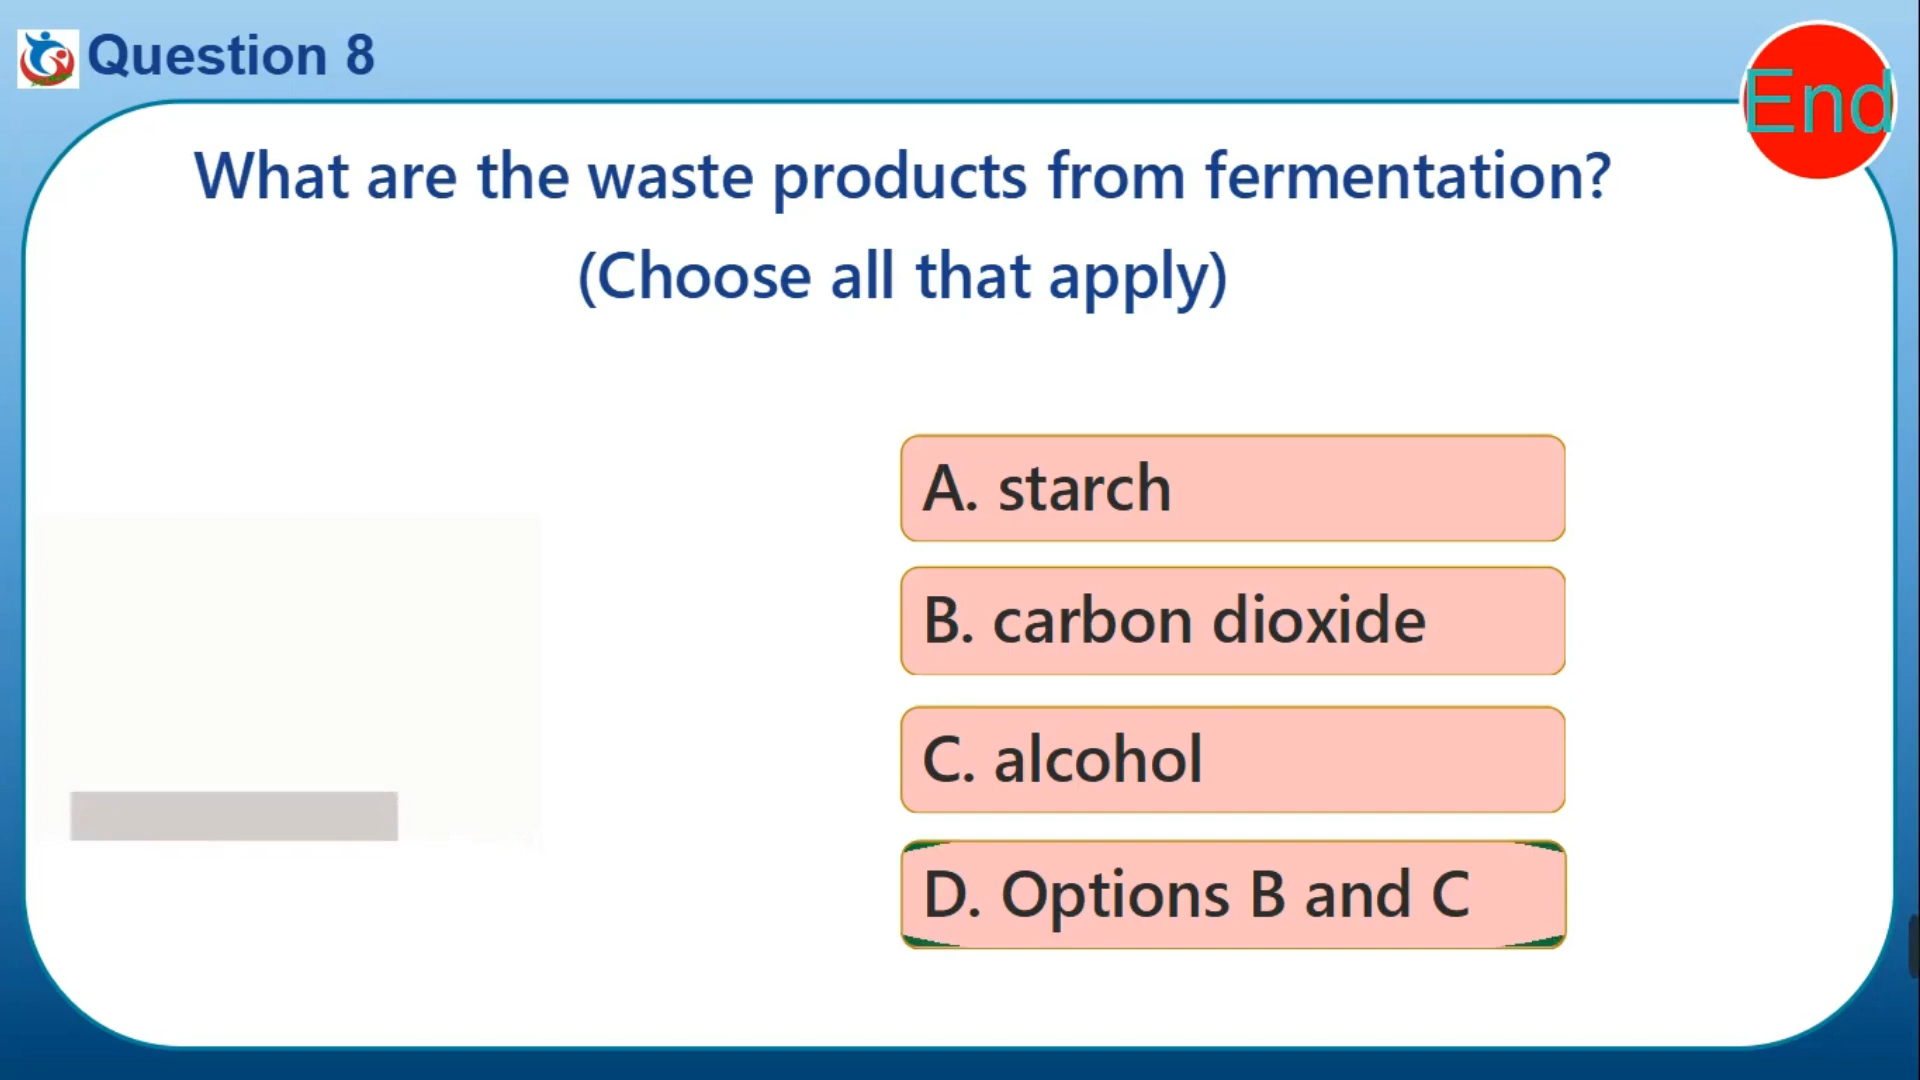 Question 8
End
What are the waste products from fermentation?
(Choose all that apply)
A. starch
B. carbon dioxide
C. alcohol
D. Options B and C